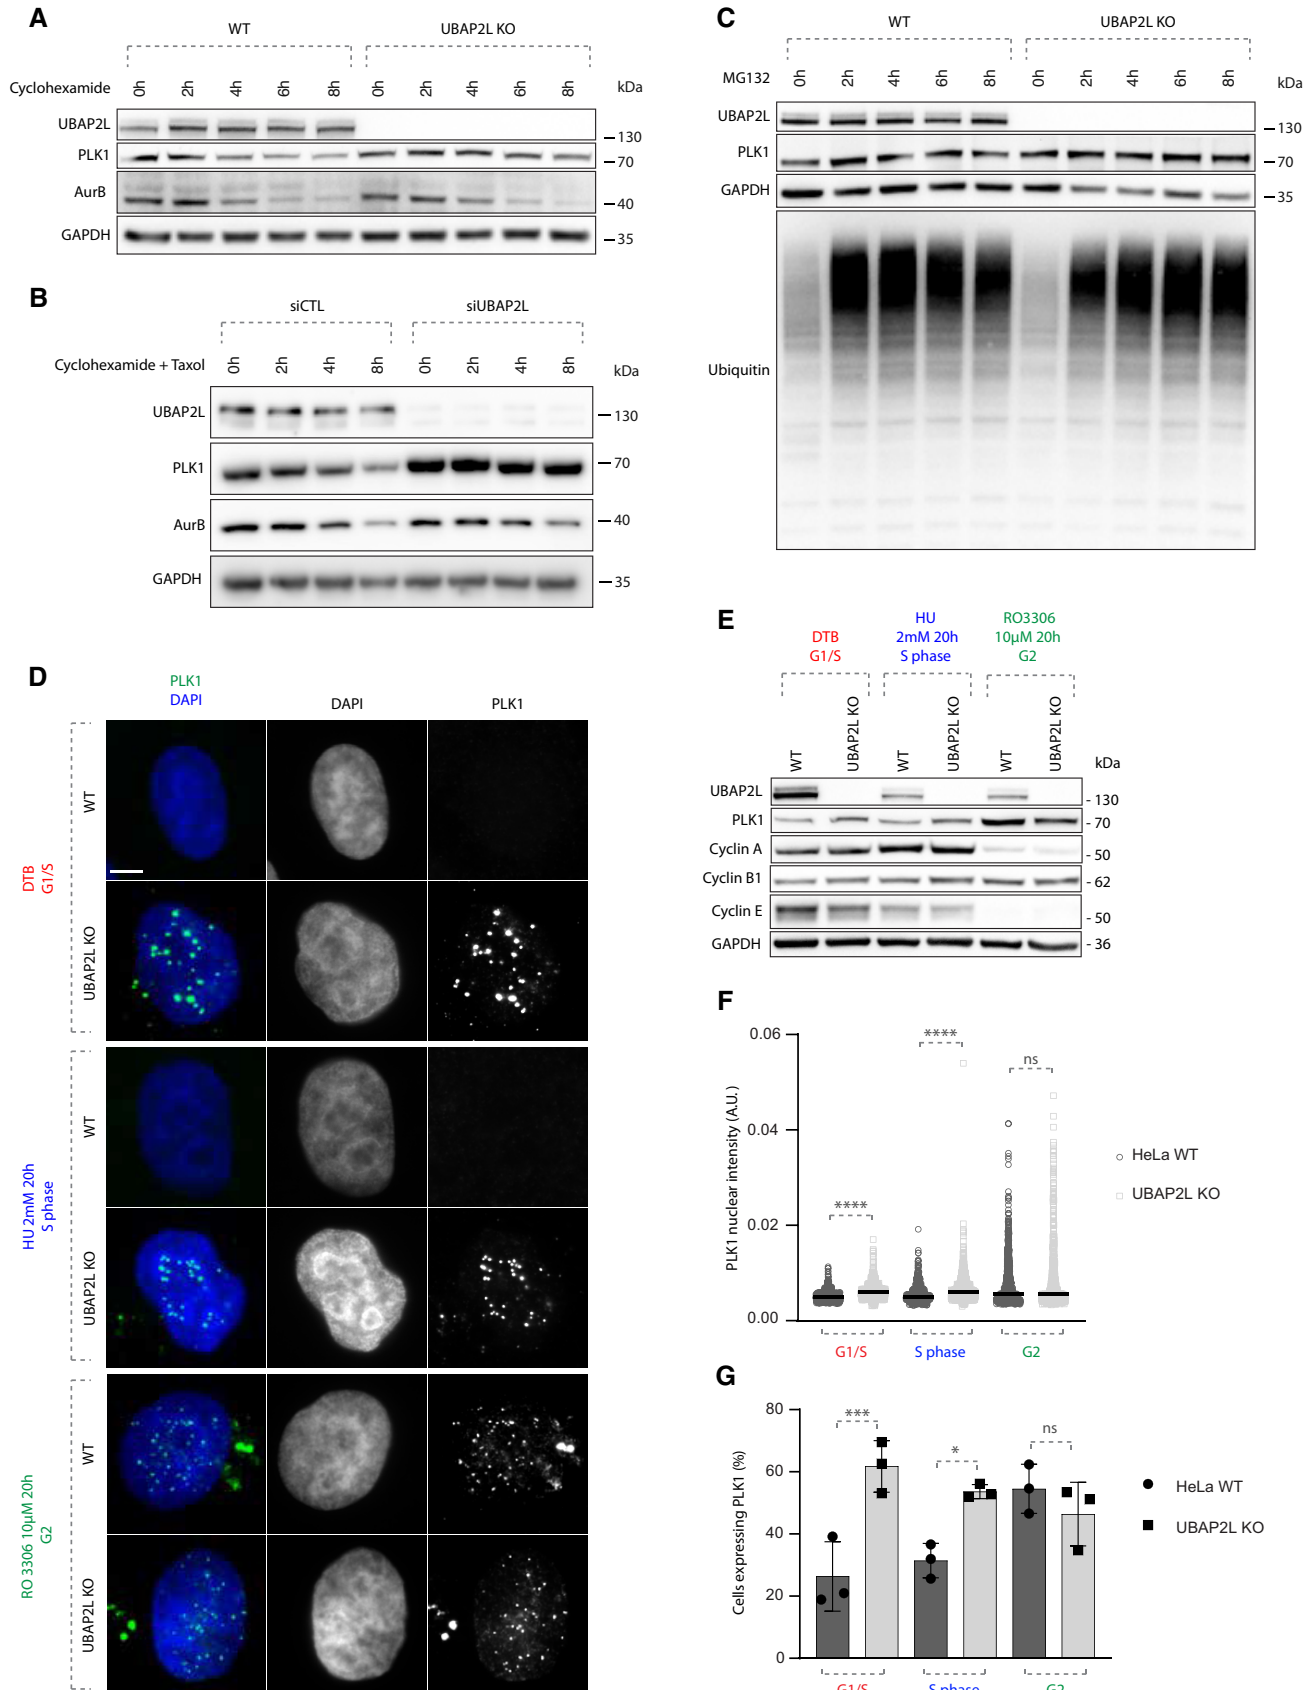 A
WT
UBAP2L KO
Cyclohexamide
0h 2h 4h 6h 8h 0h 2h 4h 6h 8h
kDa
UBAP2L
130
PLK1
70
AurB
40
GAPDH
35
B
siCTL
siUBAP2L
Cyclohexamide + Taxol
0h 2h 4h 8h 0h 2h 4h 8h
kDa
UBAP2L
130
PLK1
70
AurB
40
GAPDH
35
C
WT
UBAP2L KO
MG132
0h 2h 4h 6h 8h 0h 2h 4h 6h 8h
kDa
UBAP2L
130
PLK1
70
GAPDH
35
Ubiquitin
D
PLK1
DAPI
DAPI
PLK1
DTB
G1/S
WT
UBAP2L KO
HU 2mM 20h
S phase
WT
UBAP2L KO
RO 3306 10µM 20h
G2
WT
UBAP2L KO
E
DTB
G1/S
HU
2mM 20h
S phase
RO3306
10µM 20h
G2
WT
UBAP2L KO
WT
UBAP2L KO
WT
UBAP2L KO
kDa
UBAP2L
- 130
PLK1
- 70
Cyclin A
- 50
Cyclin B1
- 62
Cyclin E
- 50
GAPDH
- 36
F
PLK1 nuclear intensity (A.U.)
0.06
0.04
0.02
0.00
****
****
ns
HeLa WT
UBAP2L KO
G1/S
S phase
G2
G
Cells expressing PLK1 (%)
80
60
40
20
0
***
*
ns
HeLa WT
UBAP2L KO
G1/S
S phase
G2